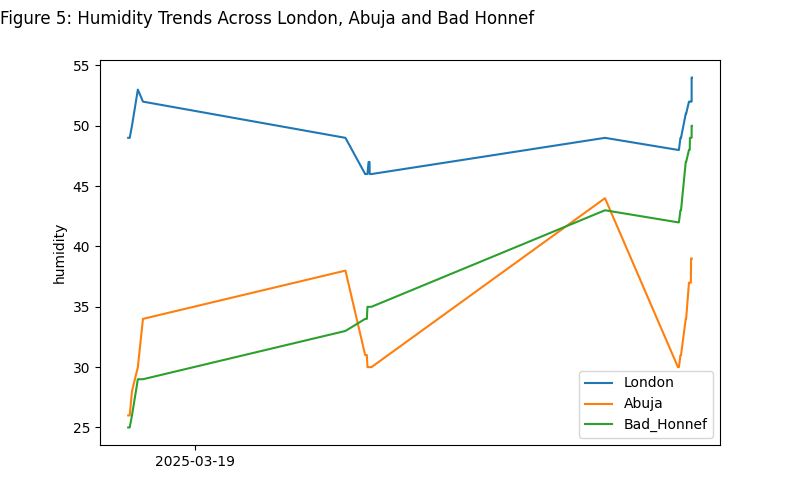 Figure 5: Humidity Trends Across London, Abuja and Bad Honnef
55
50
45
40
35
30
25
humidity
London
Abuja
Bad_Honnef
2025-03-19